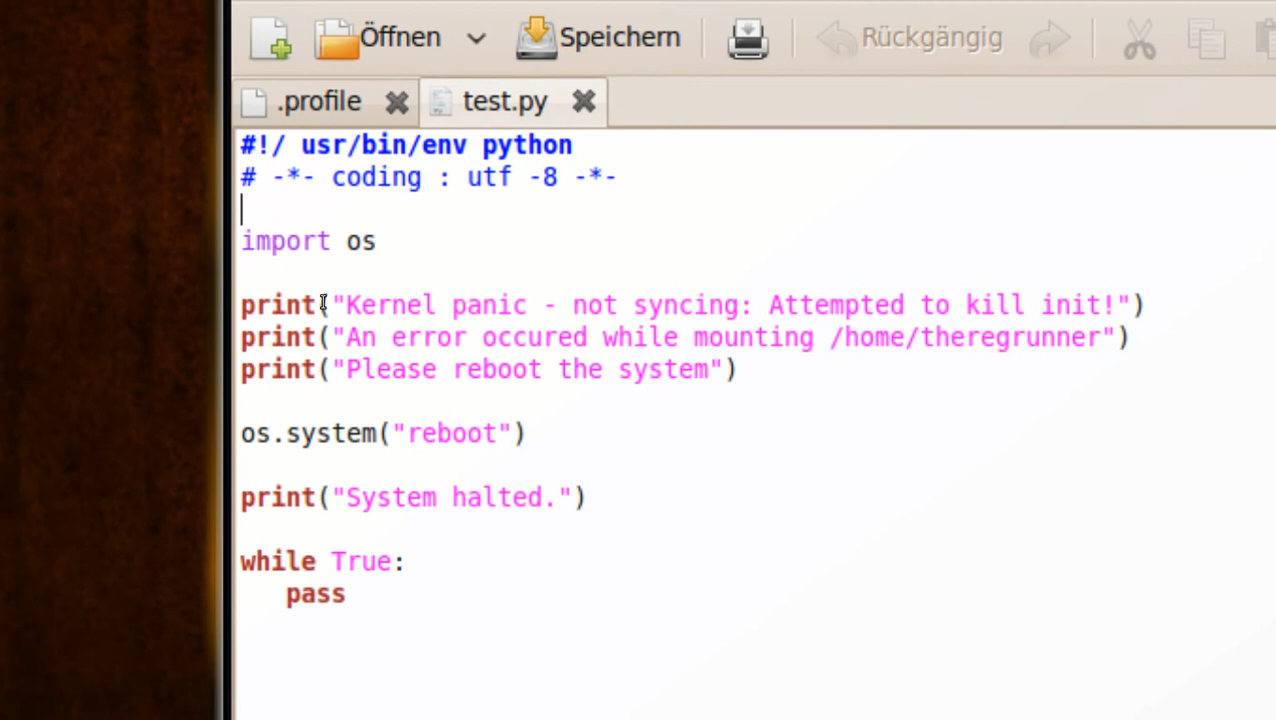 Öffnen Speichern Rückgängig
.profile test.py
#!/ usr/bin/env python
# -*- coding : utf -8 -*-
import os
print("Kernel panic - not syncing: Attempted to kill init!")
print("An error occured while mounting /home/theregrunner")
print("Please reboot the system")
os.system("reboot")
print("System halted.")
while True:
pass